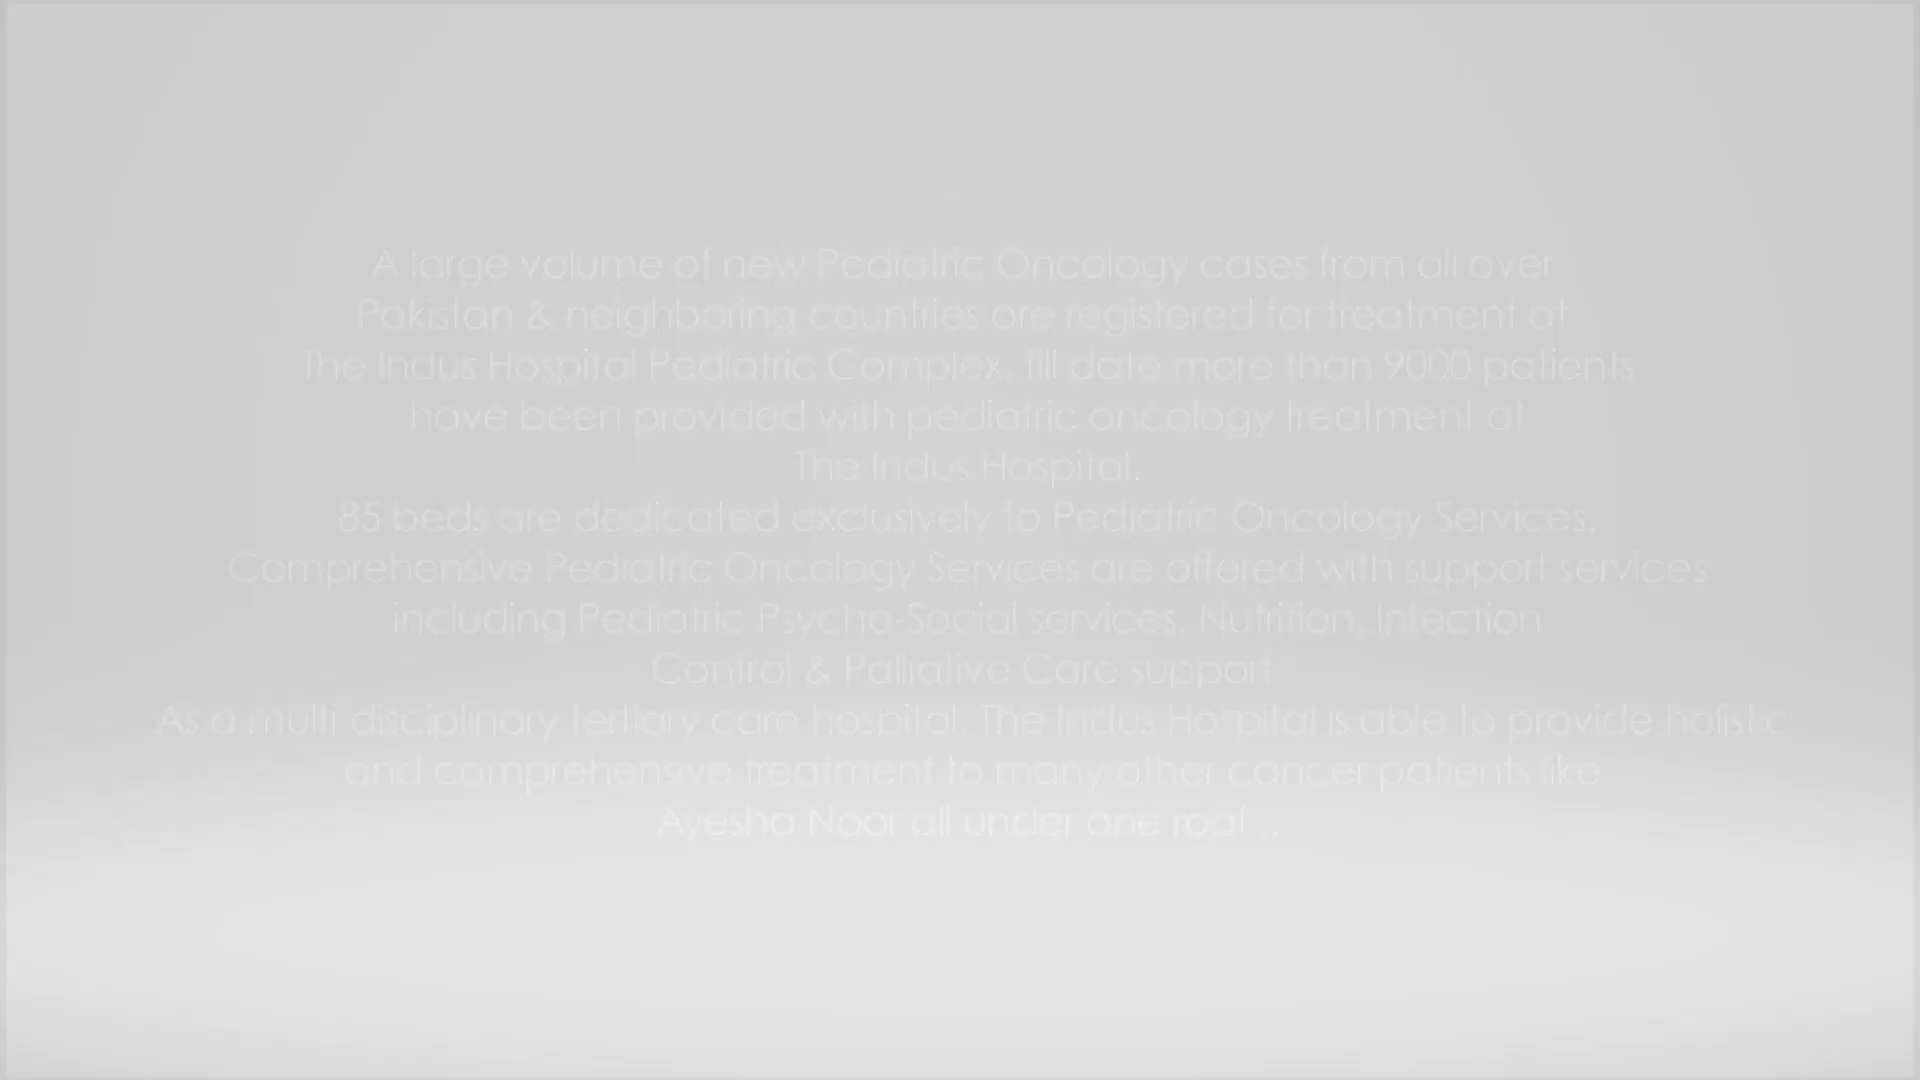 A large volume of new Pediatric Oncology cases from all over
Pakistan & neighboring countries are registered for treatment at
The Indus Hospital Pediatric Complex, till date more than 9000 patients
have been provided with pediatric oncology treatment at
The Indus Hospital.
85 beds are dedicated exclusively to Pediatric Oncology Services,
Comprehensive Pediatric Oncology Services are offered with support services
including Pediatric Psycho-Social services, Nutrition, Infection
Control & Palliative Care support.
As a multi-disciplinary tertiary care hospital, The Indus Hospital is able to provide holistic
and comprehensive treatment to many other cancer patients like
Ayesha Noor all under one roof...